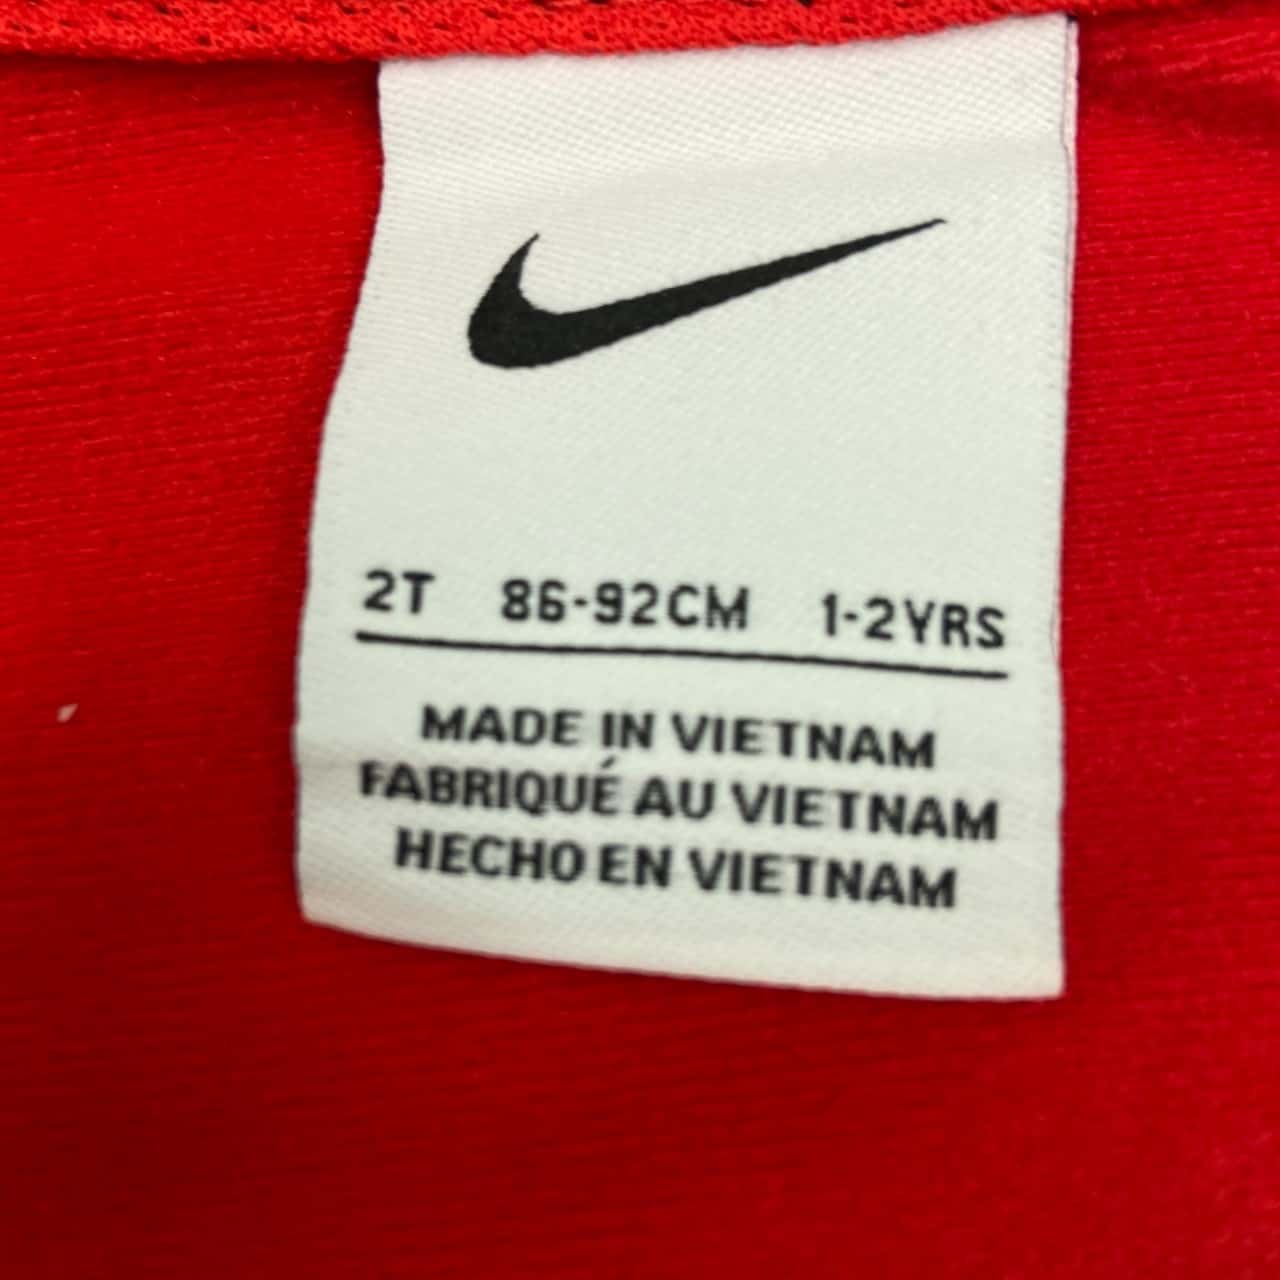 2T 86-92CM 1-2YRS
MADE IN VIETNAM
FABRIQUÉ AU VIETNAM
HECHO EN VIETNAM